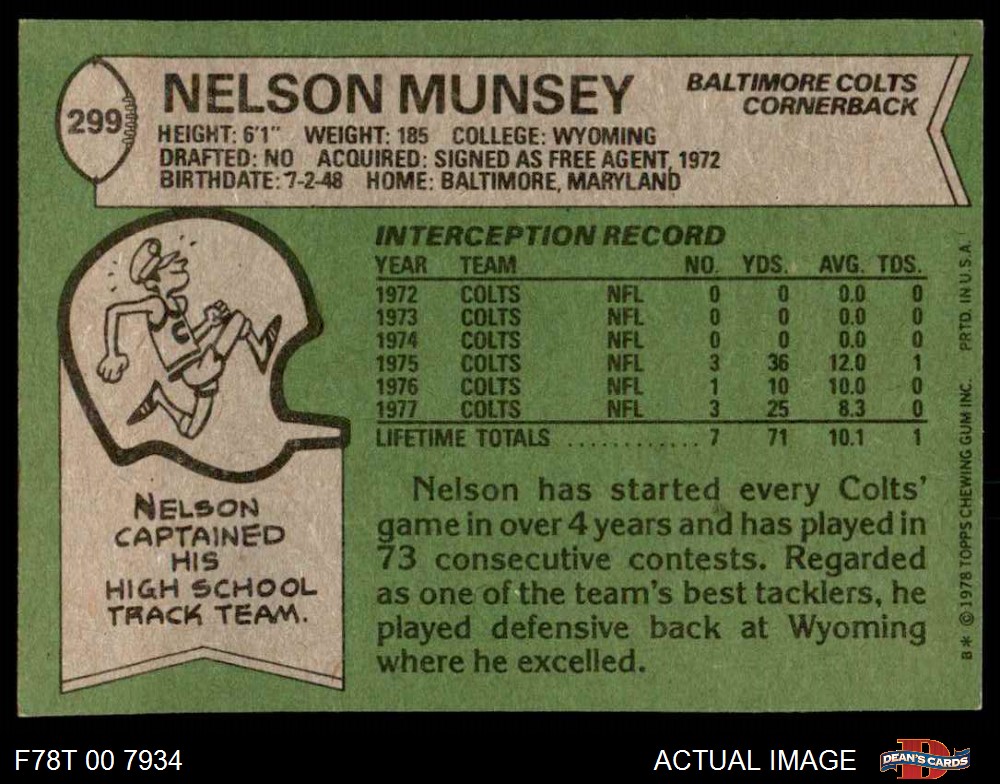 299
NELSON MUNSEY
BALTIMORE COLTS
CORNERBACK
HEIGHT: 6'1" WEIGHT: 185 COLLEGE: WYOMING
DRAFTED: NO ACQUIRED: SIGNED AS FREE AGENT, 1972
BIRTHDATE: 7-2-48 HOME: BALTIMORE, MARYLAND
INTERCEPTION RECORD
YEAR TEAM NO. YDS. AVG. TDS.
1972 COLTS NFL 0 0 0.0 0
1973 COLTS NFL 0 0 0.0 0
1974 COLTS NFL 0 0 0.0 0
1975 COLTS NFL 3 36 12.0 1
1976 COLTS NFL 1 10 10.0 0
1977 COLTS NFL 3 25 8.3 0
LIFETIME TOTALS ............ 7 71 10.1 1
C
NELSON
CAPTAINED
HIS
HIGH SCHOOL
TRACK TEAM.
Nelson has started every Colts'
game in over 4 years and has played in
73 consecutive contests. Regarded
as one of the team's best tacklers, he
played defensive back at Wyoming
where he excelled.
B* © 1978 TOPPS CHEWING GUM INC. PRTD. IN U.S.A.
F78T 00 7934
ACTUAL IMAGE
D
DEAN'S CARDS